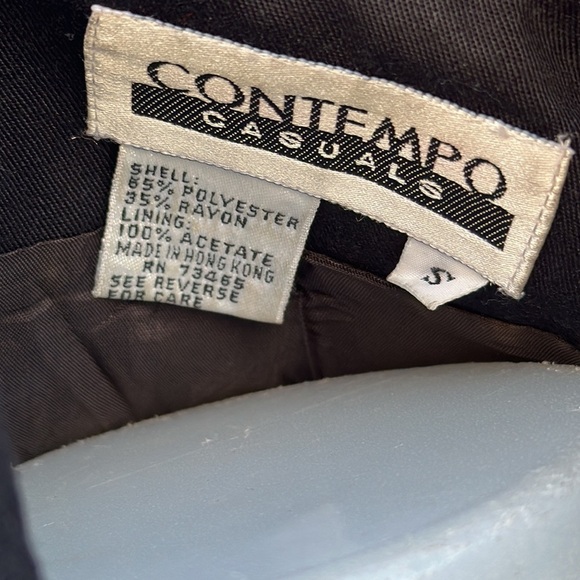 CONTEMPO
CASUALS
S
SHELL:
65% POLYESTER
35% RAYON
LINING:
100% ACETATE
MADE IN HONG KONG
RN 73465
SEE REVERSE
FOR CARE